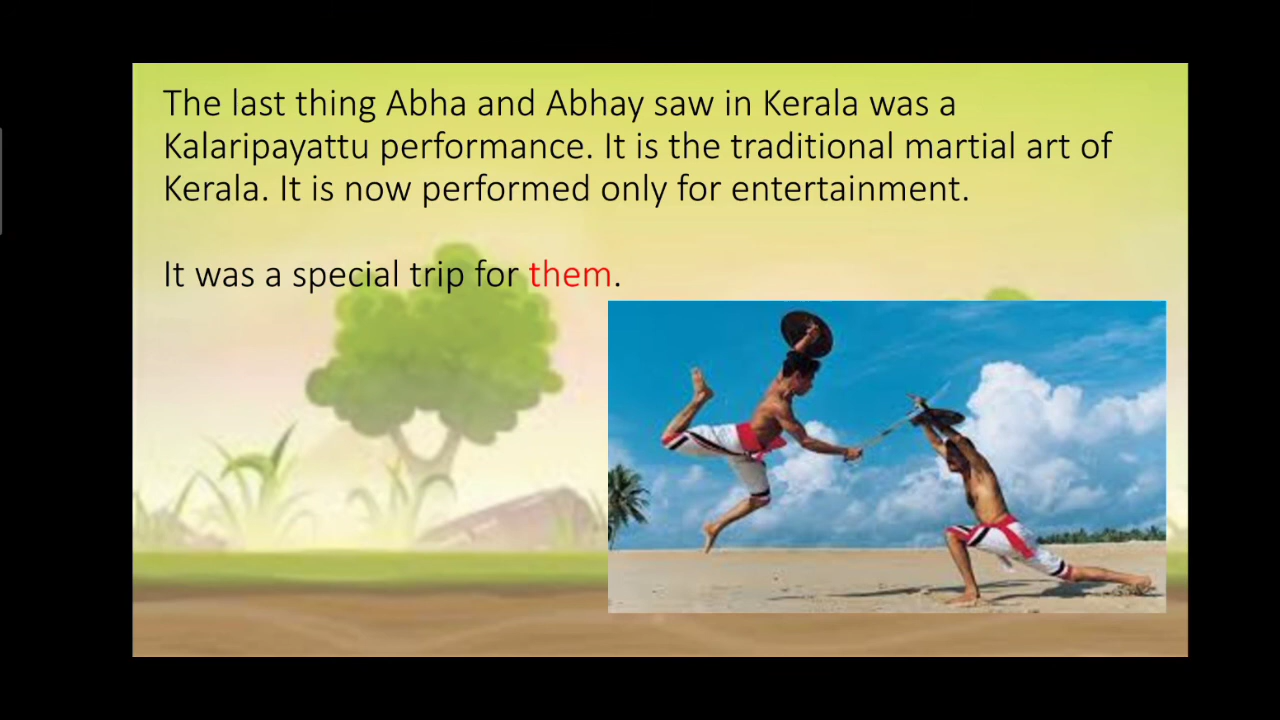 The last thing Abha and Abhay saw in Kerala was a
Kalaripayattu performance. It is the traditional martial art of
Kerala. It is now performed only for entertainment.
It was a special trip for them.